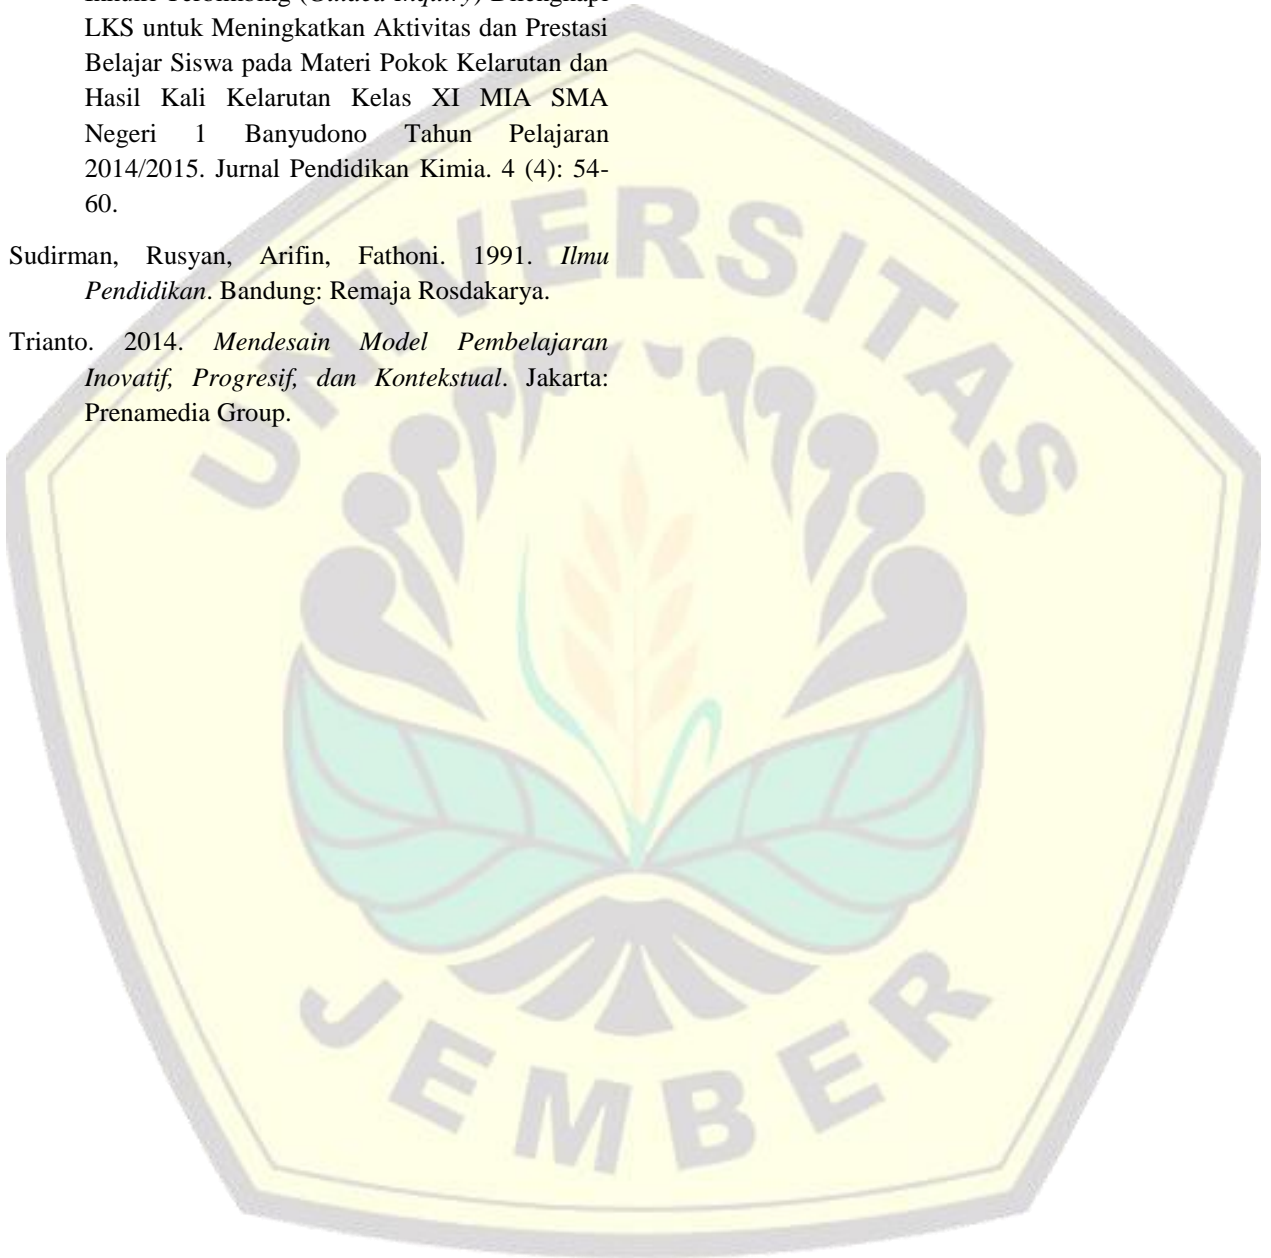 LKS untuk Meningkatkan Aktivitas dan Prestasi
Belajar Siswa pada Materi Pokok Kelarutan dan
Hasil Kali Kelarutan Kelas XI MIA SMA
Negeri 1 Banyudono Tahun Pelajaran
2014/2015. Jurnal Pendidikan Kimia. 4 (4): 54-
60.
Sudirman, Rusyan, Arifin, Fathoni. 1991. Ilmu
Pendidikan. Bandung: Remaja Rosdakarya.
Trianto. 2014. Mendesain Model Pembelajaran
Inovatif, Progresif, dan Kontekstual. Jakarta:
Prenamedia Group.
UNIVERSITAS
JEMBER